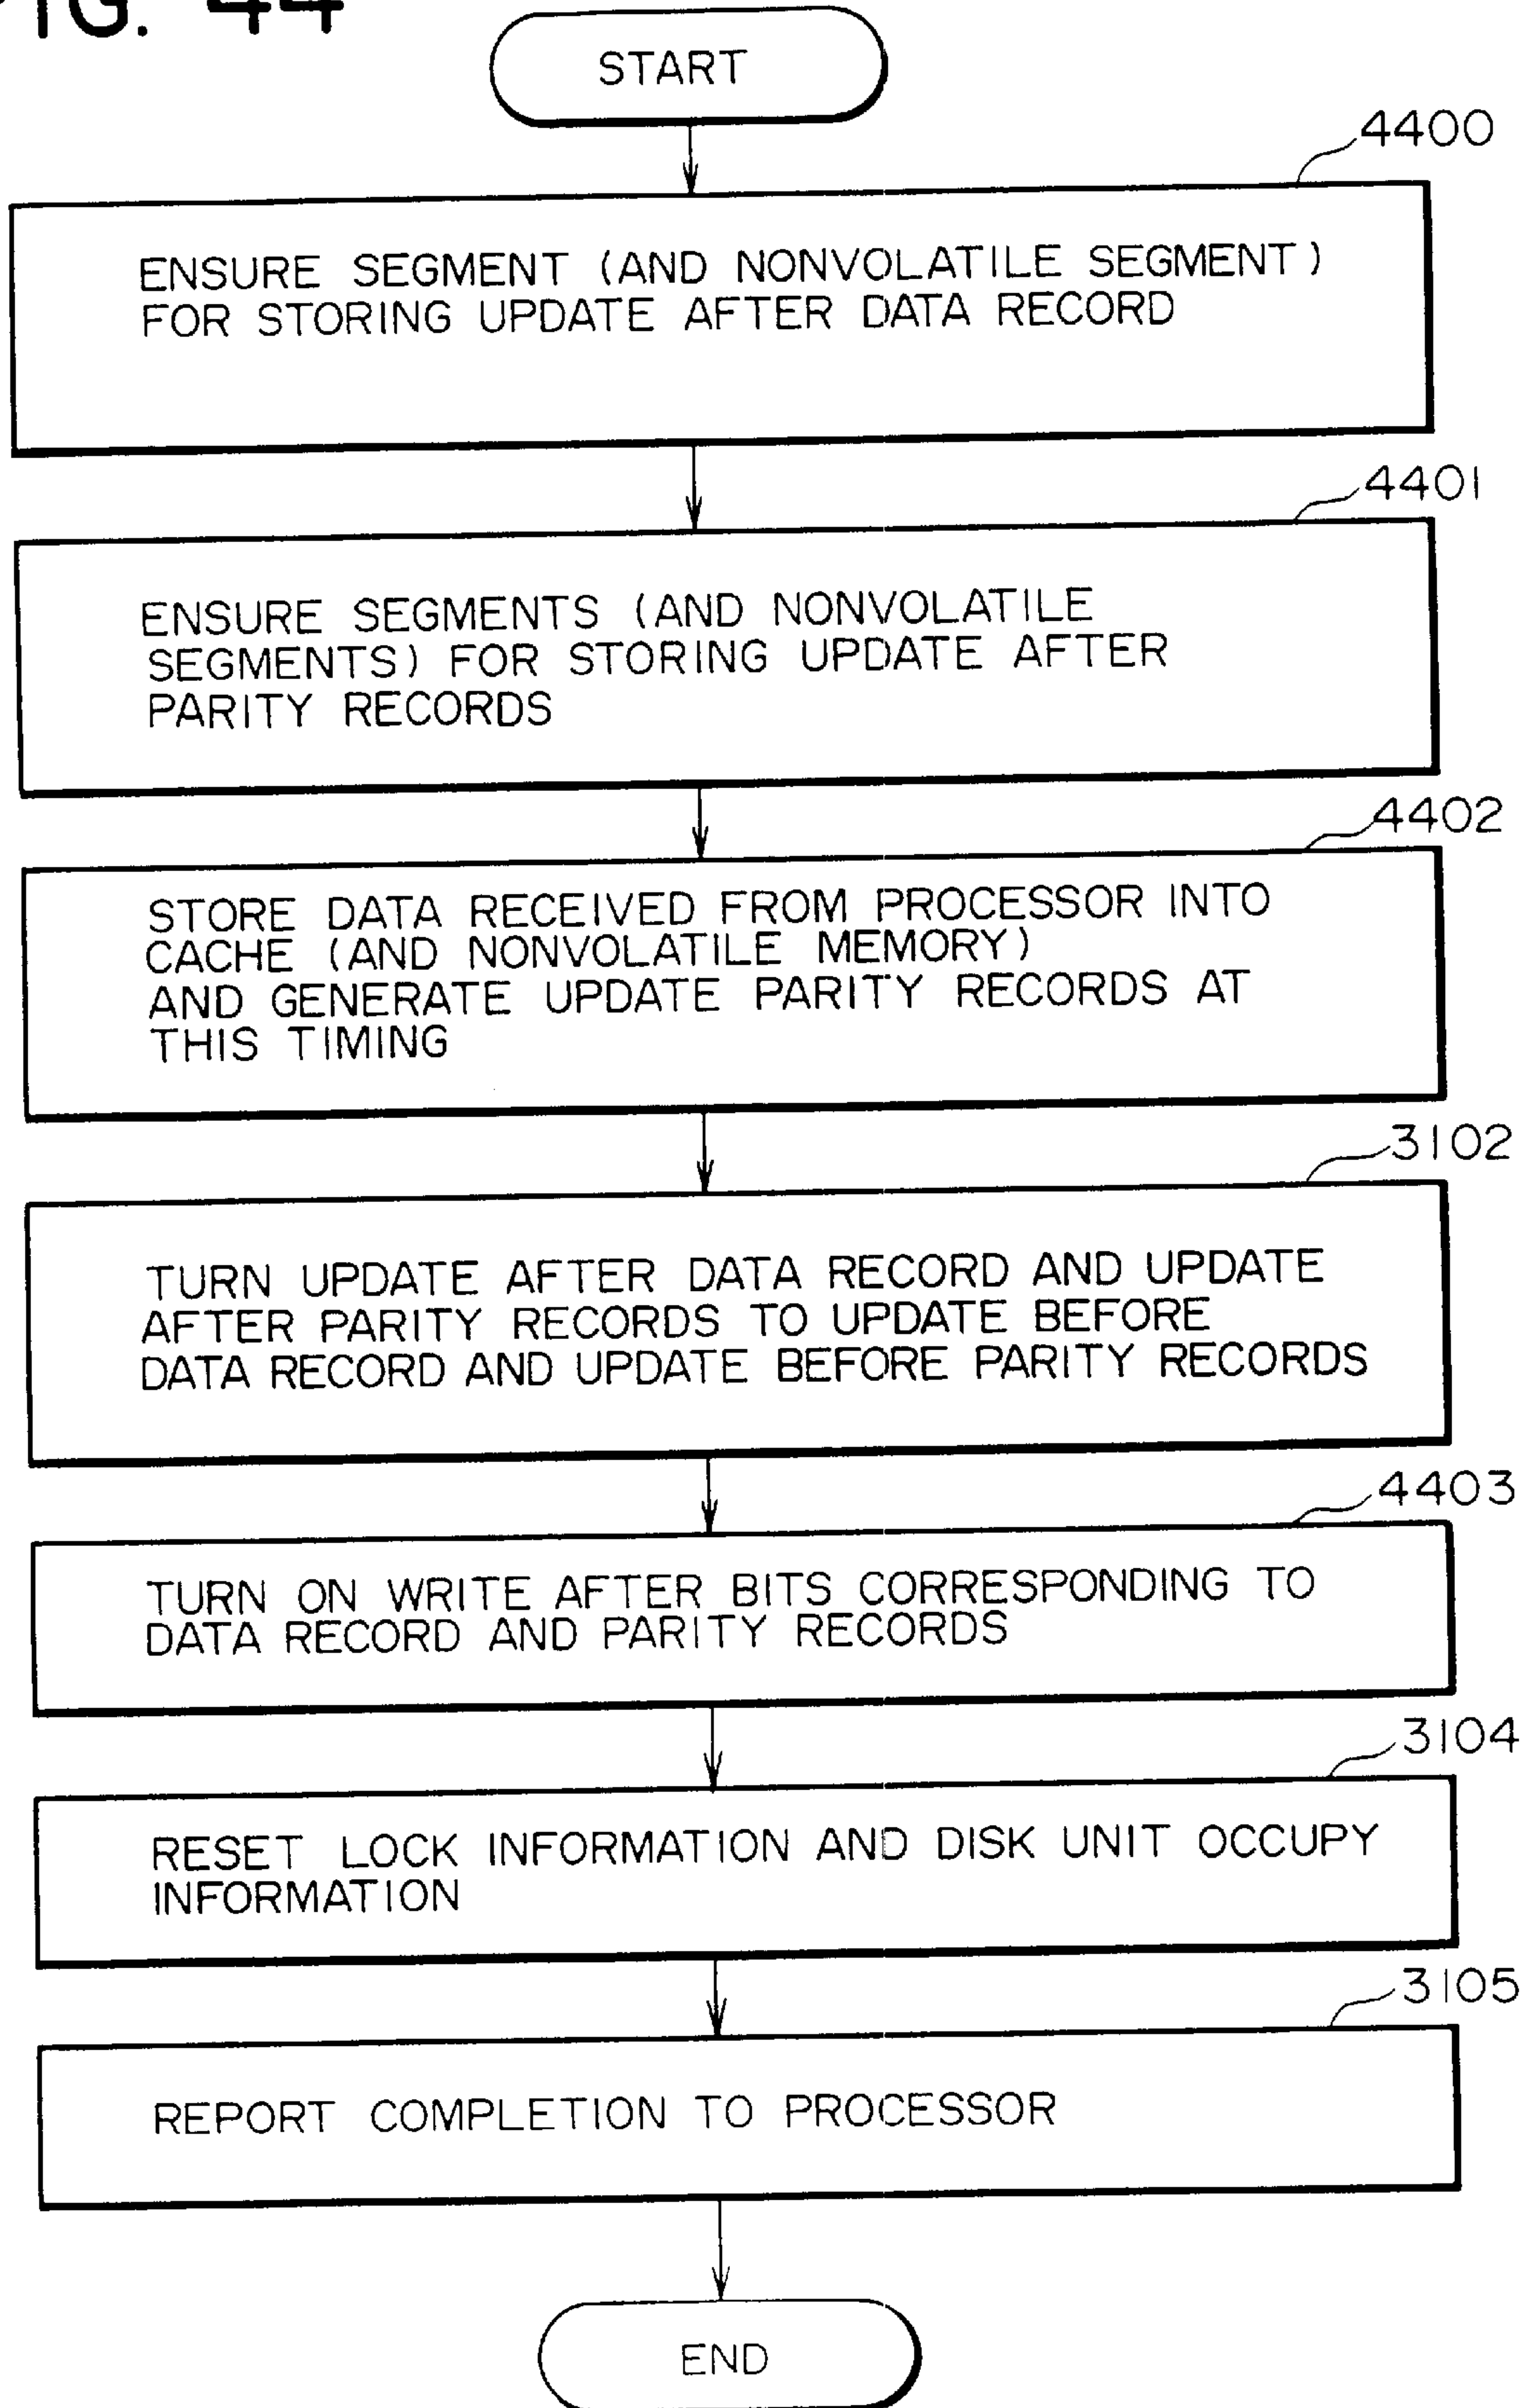 FIG. 44
START
4400
ENSURE SEGMENT (AND NONVOLATILE SEGMENT)
FOR STORING UPDATE AFTER DATA RECORD
4401
ENSURE SEGMENTS (AND NONVOLATILE
SEGMENTS) FOR STORING UPDATE AFTER
PARITY RECORDS
4402
STORE DATA RECEIVED FROM PROCESSOR INTO
CACHE (AND NONVOLATILE MEMORY)
AND GENERATE UPDATE PARITY RECORDS AT
THIS TIMING
3102
TURN UPDATE AFTER DATA RECORD AND UPDATE
AFTER PARITY RECORDS TO UPDATE BEFORE
DATA RECORD AND UPDATE BEFORE PARITY RECORDS
4403
TURN ON WRITE AFTER BITS CORRESPONDING TO
DATA RECORD AND PARITY RECORDS
3104
RESET LOCK INFORMATION AND DISK UNIT OCCUPY
INFORMATION
3105
REPORT COMPLETION TO PROCESSOR
END